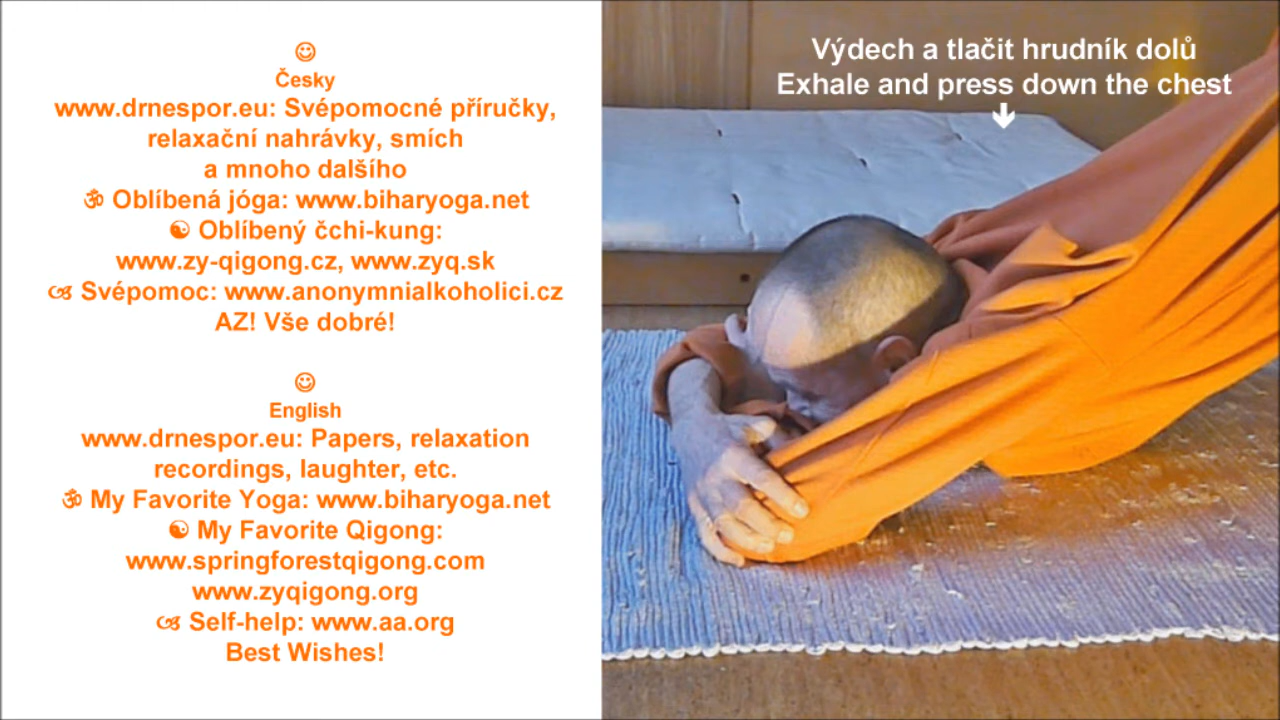 ☺
Česky
www.drnespor.eu: Svépomocné příručky,
relaxační nahrávky, smích
a mnoho dalšího
ॐ Oblíbená jóga: www.biharyoga.net
☯ Oblíbený čchi-kung:
www.zy-qigong.cz, www.zyq.sk
🙠 Svépomoc: www.anonymnialkoholici.cz
AZ! Vše dobré!
☺
English
www.drnespor.eu: Papers, relaxation
recordings, laughter, etc.
ॐ My Favorite Yoga: www.biharyoga.net
☯ My Favorite Qigong:
www.springforestqigong.com
www.zyqigong.org
🙠 Self-help: www.aa.org
Best Wishes!
Výdech a tlačit hrudník dolů
Exhale and press down the chest
🡻